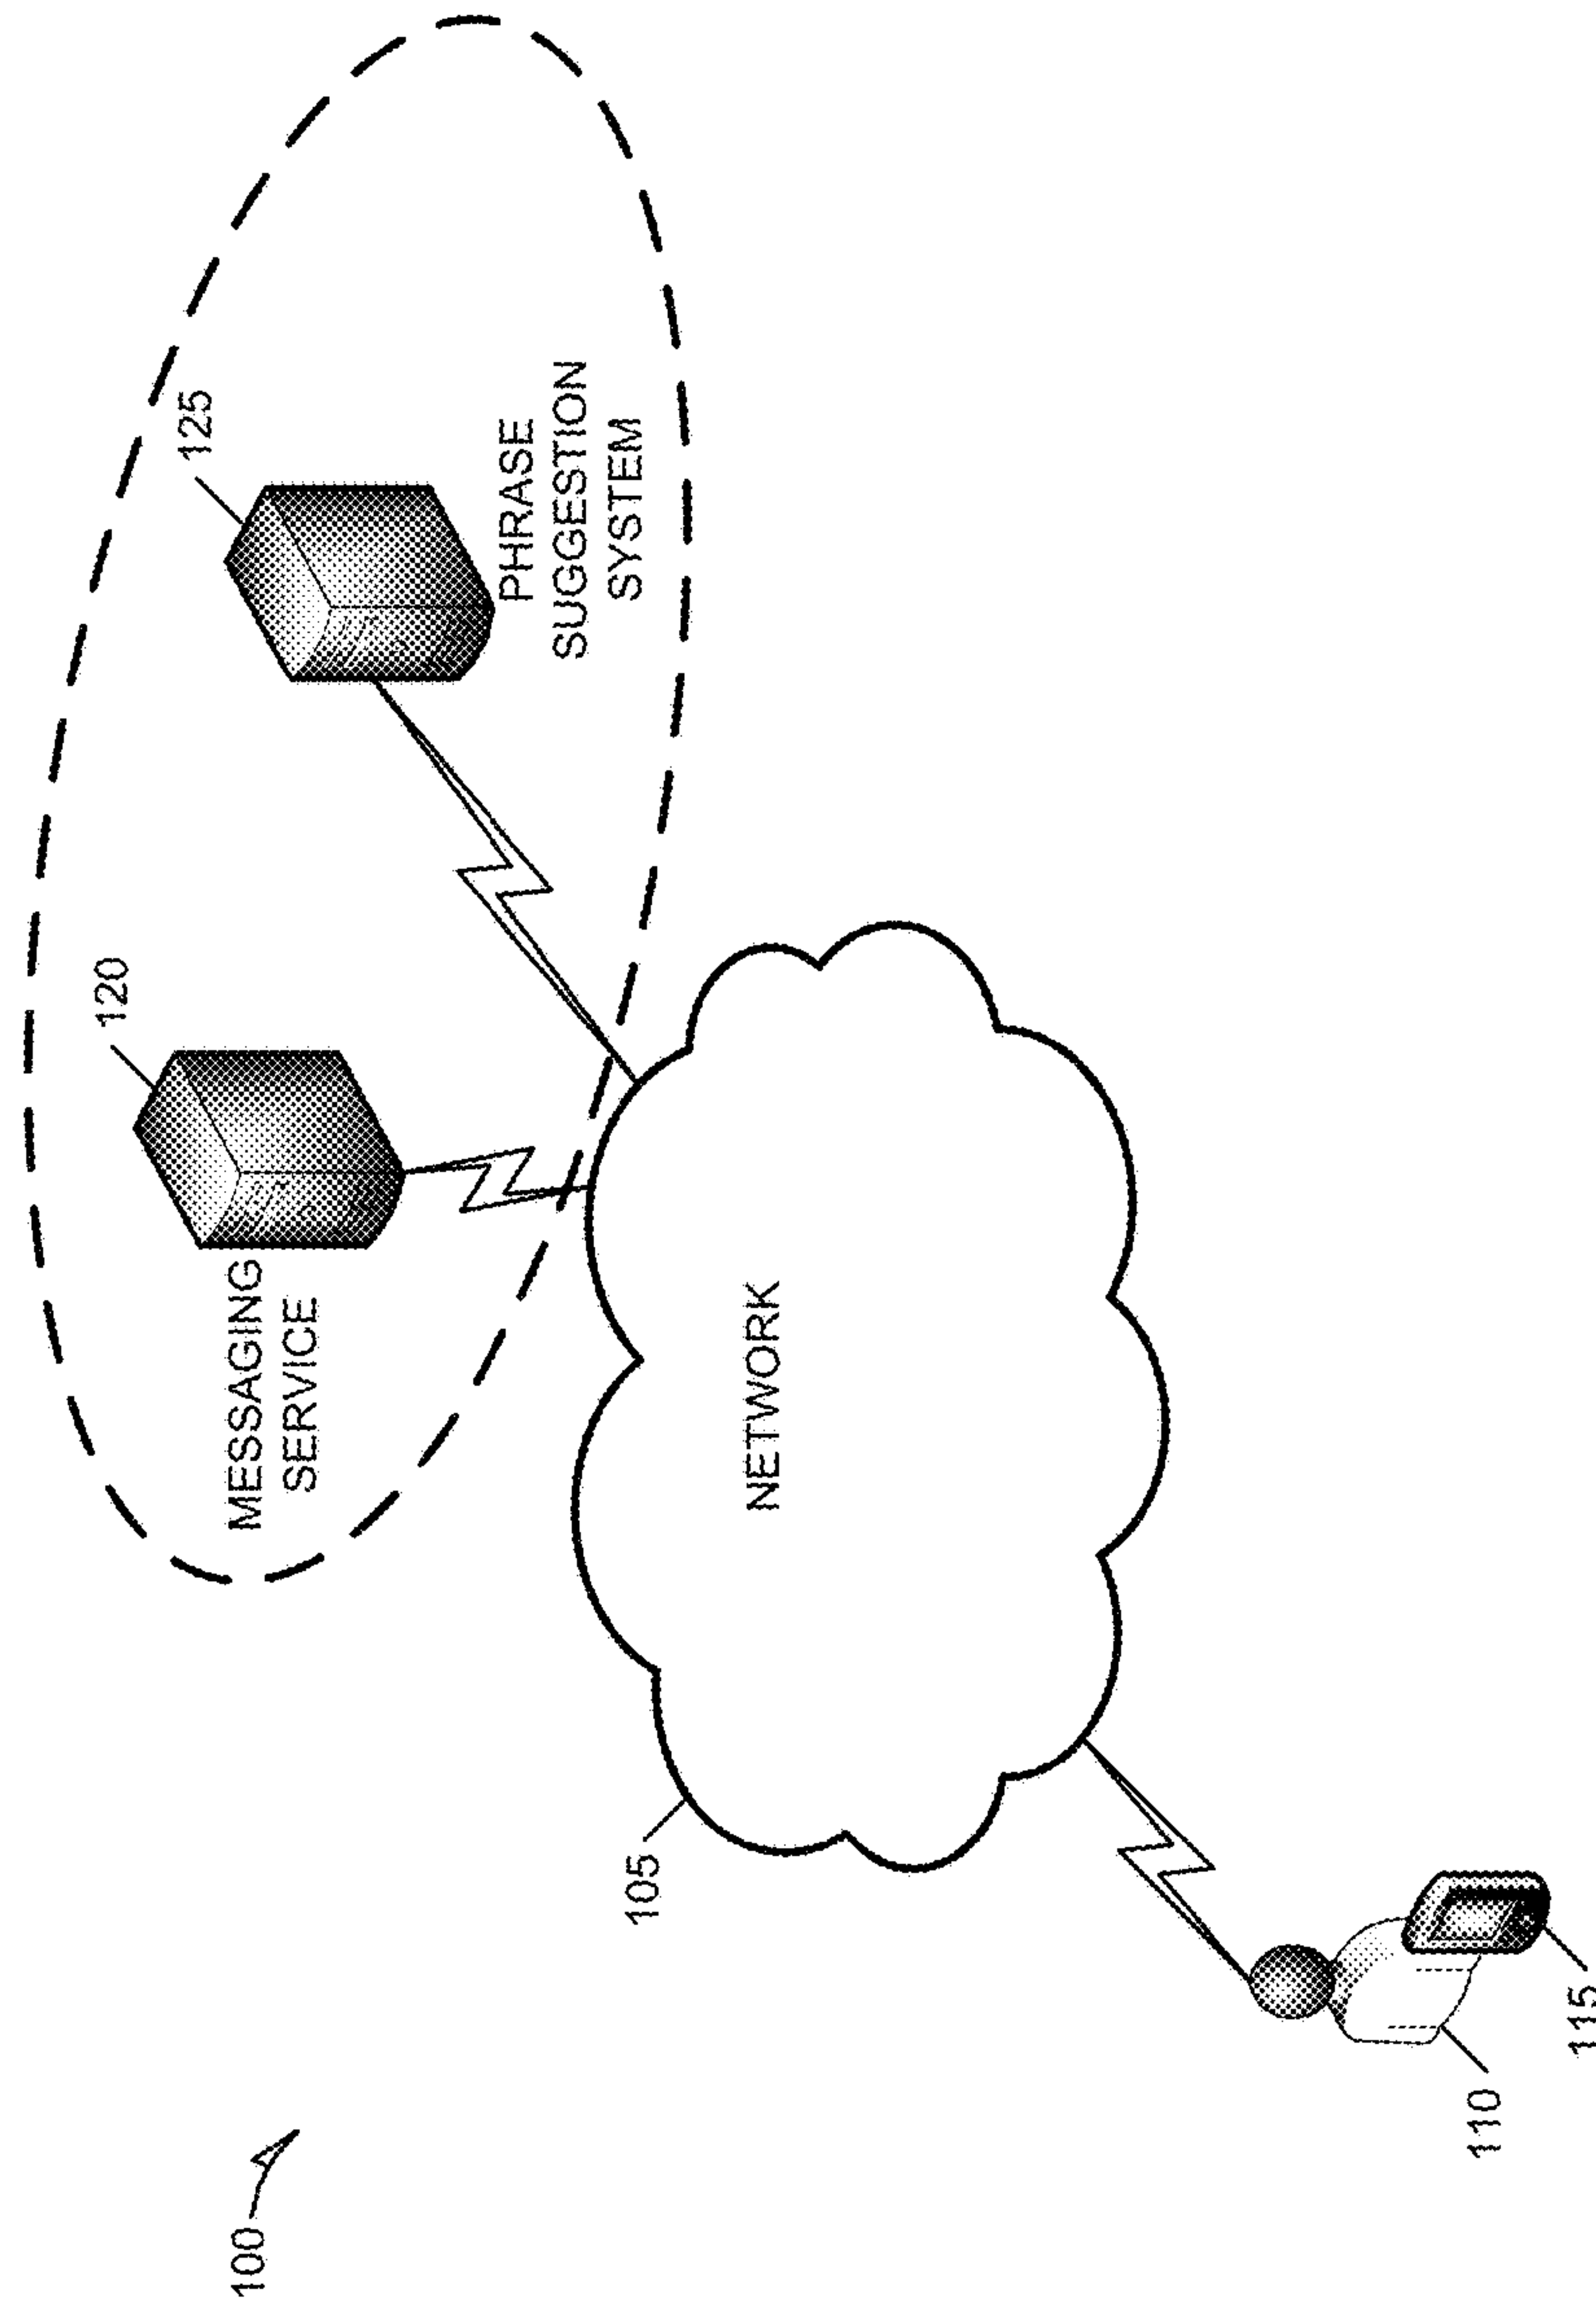 100
120
MESSAGING
SERVICE
125
PHRASE
SUGGESTION
SYSTEM
105
NETWORK
110
115